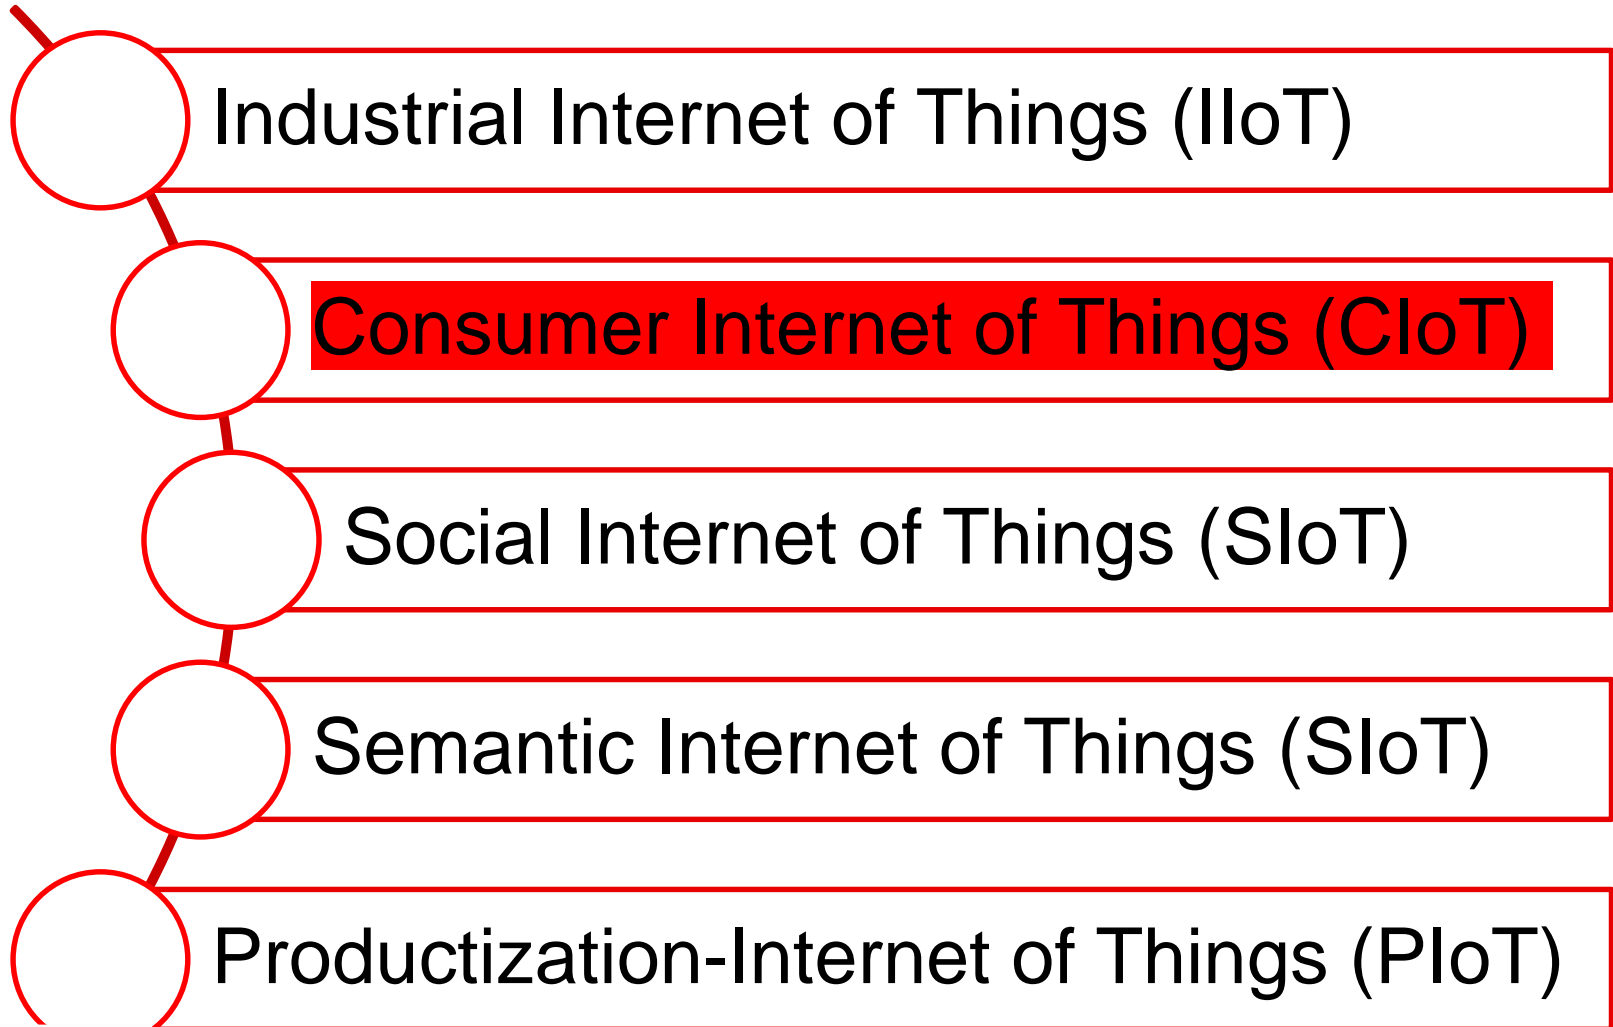 Industrial Internet of Things (IIoT)
Consumer Internet of Things (CIoT)
Social Internet of Things (SIoT)
Semantic Internet of Things (SIoT)
Productization-Internet of Things (PIoT)